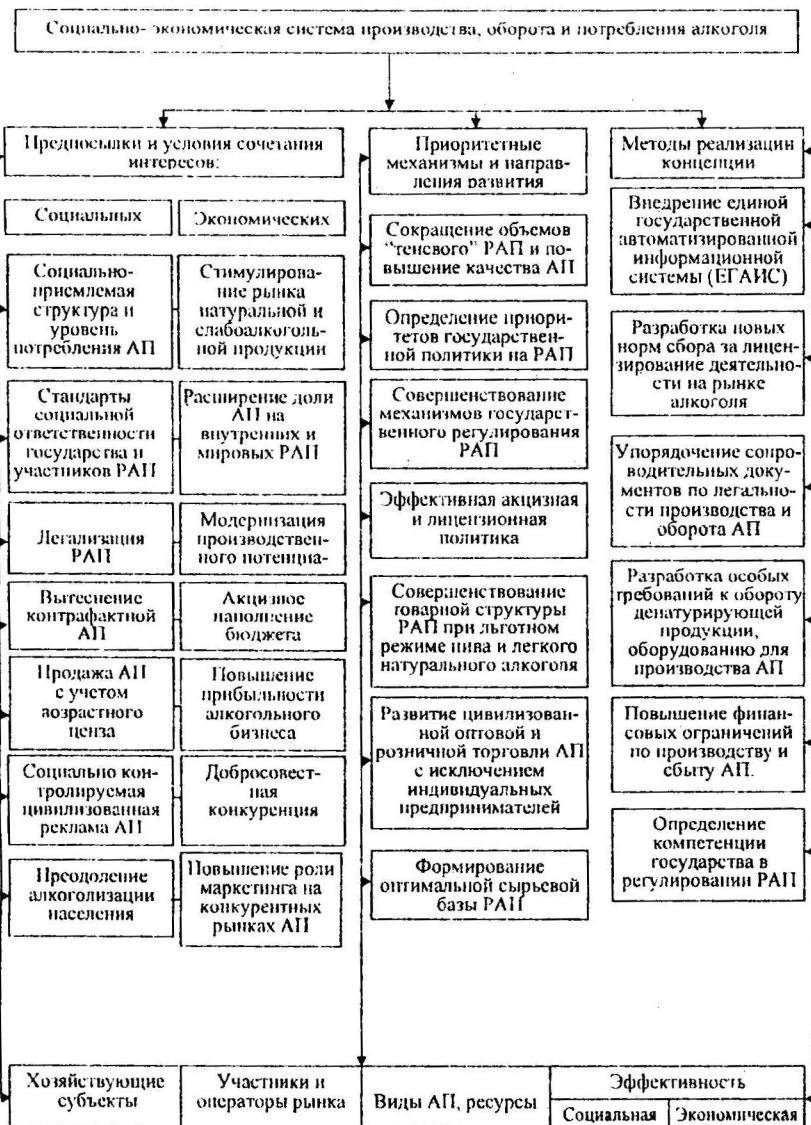 Социально- экономическая система производства, оборота и потребления алкоголя
Предпосылки и условия сочетания
интересов:
Социальных
Экономических
Социально-
приемлемая
структура и
уровень
потребления АП
Стимулирова-
ние рынка
натуральной и
слабоалкоголь-
ной продукции
Стандарты
социальной
ответственности
государства и
участников РАП
Расширение доли
АП на
внутренних и
мировых РАП
Легализация
РАП
Модернизация
производствен-
ного потенциа-
Вытеснение
контрафактной
АП
Акцизное
наполнение
бюджета
Продажа АП
с учетом
возрастного
ценза
Повышение
прибыльности
алкогольного
бизнеса
Социально кон-
тролируемая
цивилизованная
реклама АП
Добросовест-
ная
конкуренция
Преодоление
алкоголизации
населения
Повышение роли
маркетинга на
конкурентных
рынках АП
Приоритетные
механизмы и направ-
ления развития
Сокращение объемов
"теневого" РАП и по-
вышение качества АП
Определение приори-
тетов государствен-
ной политики на РАП
Совершенствование
механизмов государст-
венного регулирования
РАП
Эффективная акцизная
и лицензионная
политика
Совершенствование
товарной структуры
РАП при льготном
режиме пива и легкого
натурального алкоголя
Развитие цивилизован-
ной оптовой и
розничной торговли АП
с исключением
индивидуальных
предпринимателей
Формирование
оптимальной сырьевой
базы РАП
Методы реализации
концепции
Внедрение единой
государственной
автоматизированной
информационной
системы (ЕГАИС)
Разработка новых
норм сбора за лицен-
зирование деятельно-
сти на рынке
алкоголя
Упорядочение сопро-
водительных доку-
ментов по легально-
сти производства и
оборота АП
Разработка особых
требований к обороту
денатурирующей
продукции,
оборудованию для
производства АП
Повышение финан-
совых ограничений
по производству и
сбыту АП.
Определение
компетенции
государства в
регулировании РАП
Хозяйствующие
субъекты
Участники и
операторы рынка
Виды АП, ресурсы
Эффективность
Социальная
Экономическая